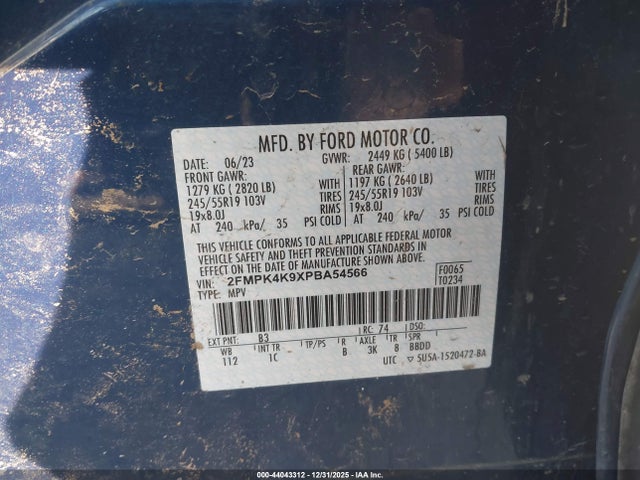 MFD. BY FORD MOTOR CO.
DATE: 06/23 GVWR: 2449 KG ( 5400 LB)
FRONT GAWR: REAR GAWR:
1279 KG ( 2820 LB) WITH 1197 KG ( 2640 LB) WITH
245/55R19 103V TIRES 245/55R19 103V TIRES
19x8.0J RIMS 19x8.0J RIMS
AT 240 kPa/ 35 PSI COLD AT 240 kPa/ 35 PSI COLD
THIS VEHICLE CONFORMS TO ALL APPLICABLE FEDERAL MOTOR
VEHICLE SAFETY AND THEFT PREVENTION STANDARDS IN
EFFECT ON THE DATE OF MANUFACTURE SHOWN ABOVE.
VIN: 2FMPK4K9XPBA54566 F0065
TYPE: MPV T0234
EXT PNT: B3 RC: 74 DSO:
WB INT TR TP/PS R AXLE TR SPR
112 1C B 3K 8 BBDD
UTC ▽ 5USA-1520472-BA
000-44043312 - 12/31/2025 - IAA Inc.